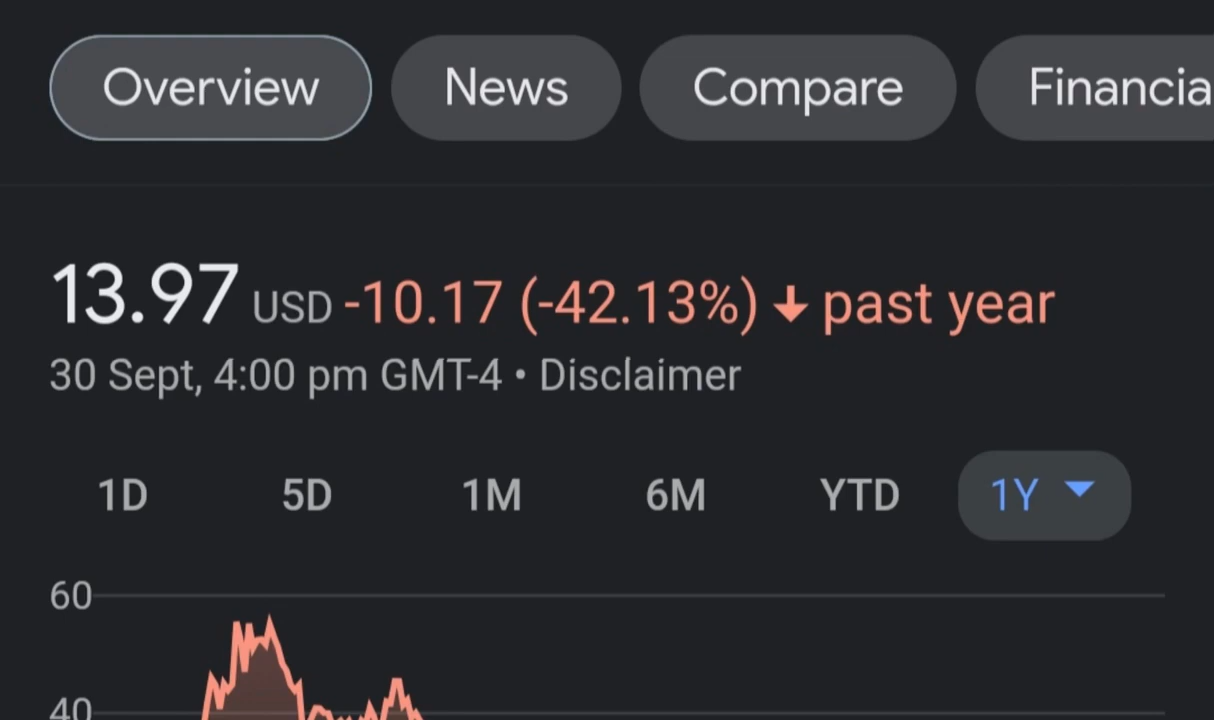 Overview News Compare Financia
13.97 USD -10.17 (-42.13%) ↓ past year
30 Sept, 4:00 pm GMT-4 • Disclaimer
1D 5D 1M 6M YTD 1Y
60
40